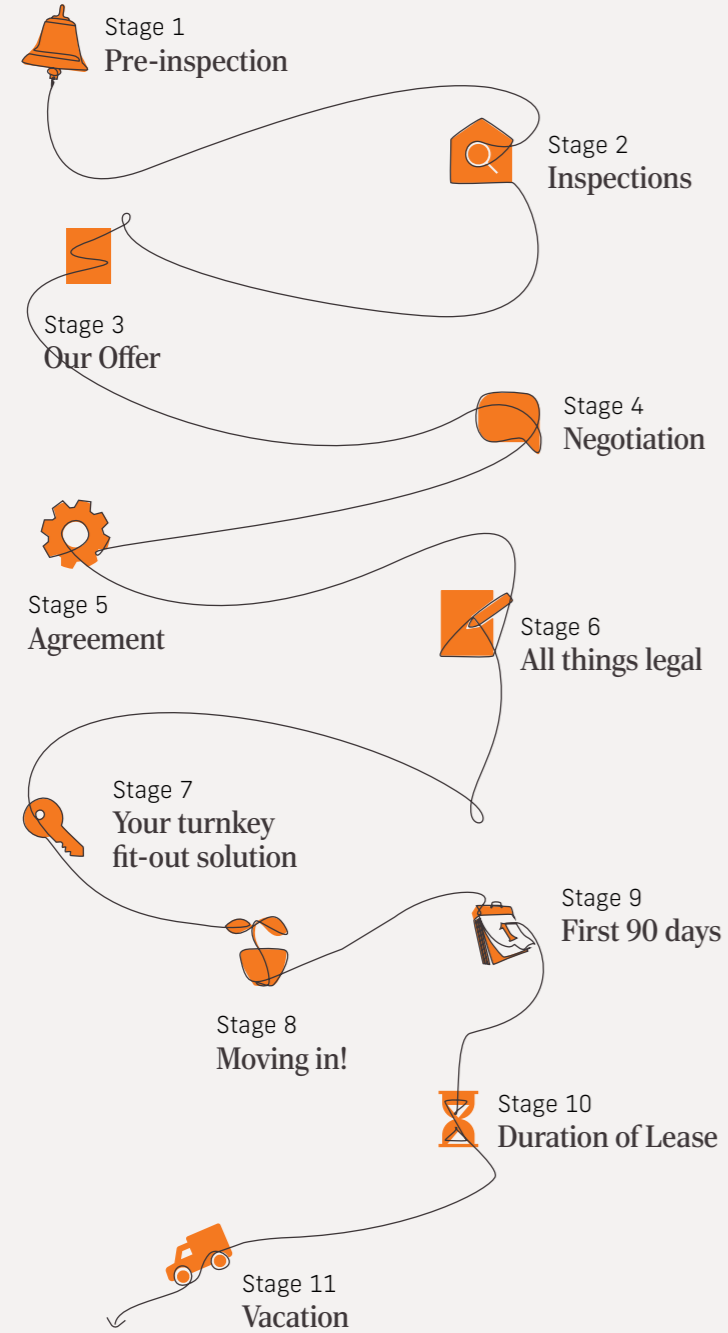 Stage 1
Pre-inspection
Stage 2
Inspections
Stage 3
Our Offer
Stage 4
Negotiation
Stage 5
Agreement
Stage 6
All things legal
Stage 7
Your turnkey
fit-out solution
Stage 8
Moving in!
Stage 9
First 90 days
Stage 10
Duration of Lease
Stage 11
Vacation